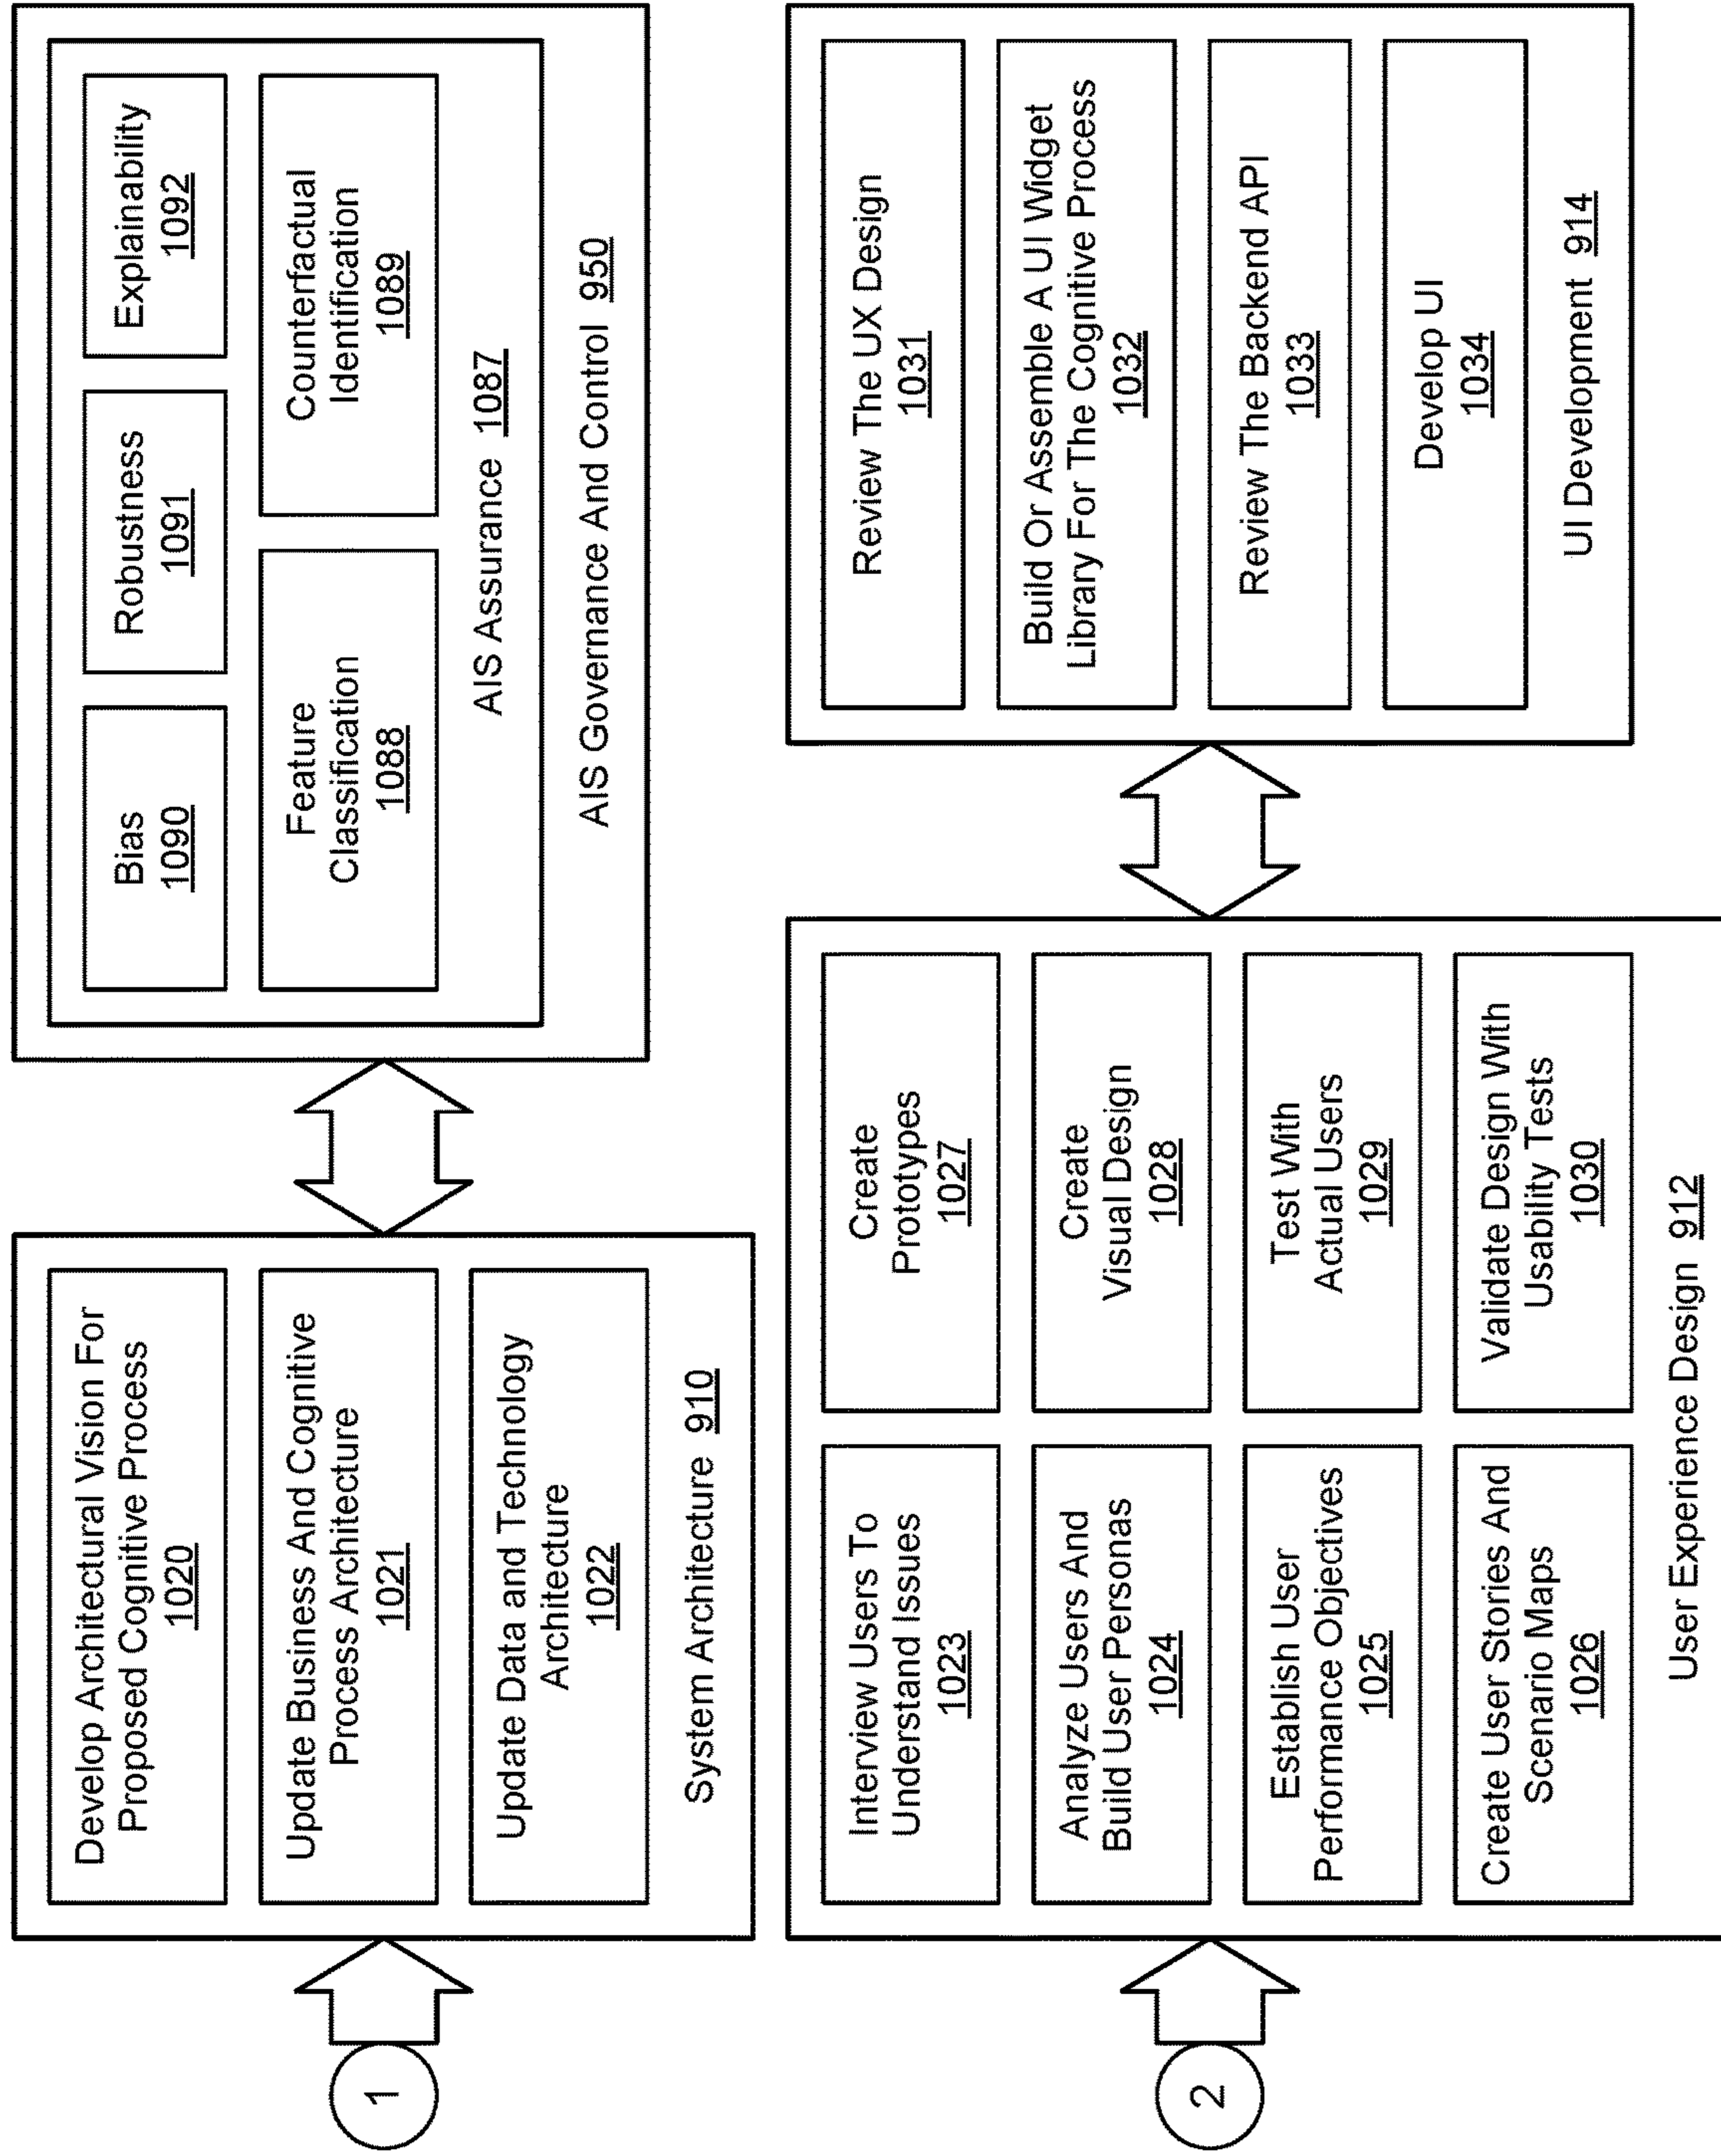 1
Develop Architectural Vision For
Proposed Cognitive Process
1020
Update Business And Cognitive
Process Architecture
1021
Update Data and Technology
Architecture
1022
System Architecture 910
Bias
1090
Robustness
1091
Explainability
1092
Feature
Classification
1088
Counterfactual
Identification
1089
AIS Assurance 1087
AIS Governance And Control 950
2
Interview Users To
Understand Issues
1023
Analyze Users And
Build User Personas
1024
Establish User
Performance Objectives
1025
Create User Stories And
Scenario Maps
1026
Create
Prototypes
1027
Create
Visual Design
1028
Test With
Actual Users
1029
Validate Design With
Usability Tests
1030
User Experience Design 912
Review The UX Design
1031
Build Or Assemble A UI Widget
Library For The Cognitive Process
1032
Review The Backend API
1033
Develop UI
1034
UI Development 914